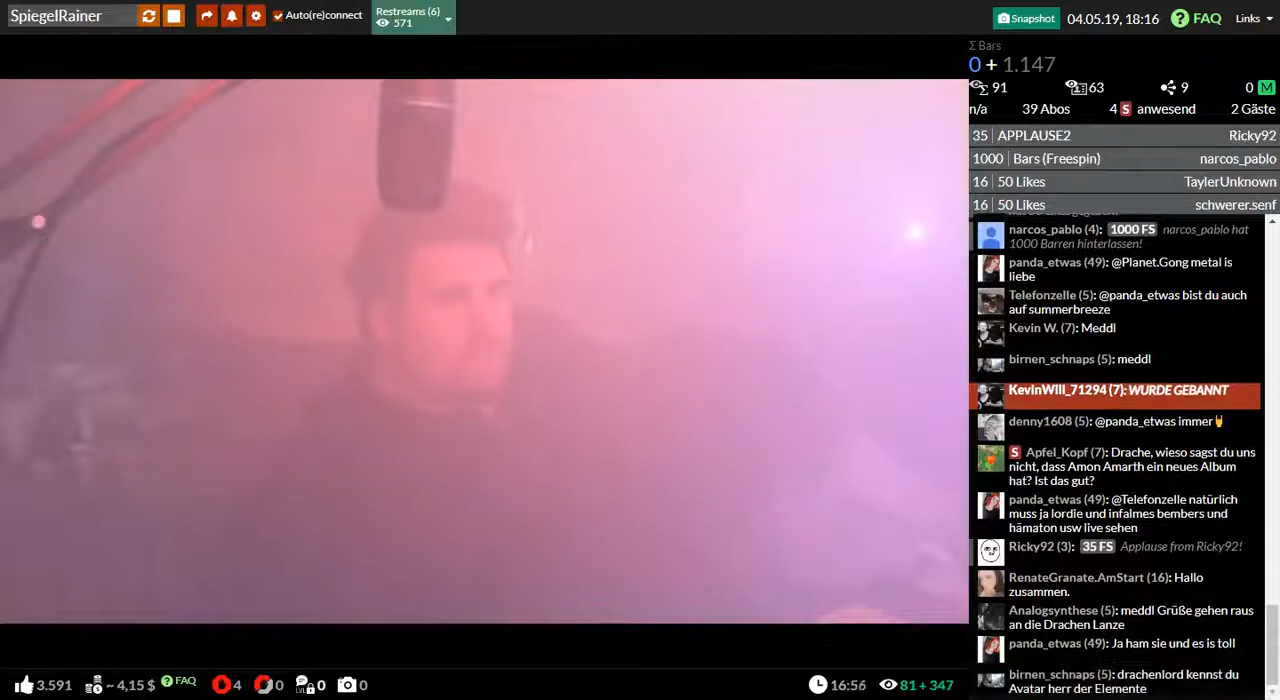 SpiegelRainer
Auto(re)connect
Restreams (6)
571
Snapshot
04.05.19, 18:16
FAQ
Links
Σ Bars
0 + 1.147
Σ 91
63
9
0 M
n/a
39 Abos
4 S anwesend
2 Gäste
35 | APPLAUSE2 Ricky92
1000 | Bars (Freespin) narcos_pablo
16 | 50 Likes TaylerUnknown
16 | 50 Likes schwerer.senf
narcos_pablo (4): 1000 FS narcos_pablo hat
1000 Barren hinterlassen!
panda_etwas (49): @Planet.Gong metal is
liebe
Telefonzelle (5): @panda_etwas bist du auch
auf summerbreeze
Kevin W. (7): Meddl
birnen_schnaps (5): meddl
KevinWill_71294 (7): WURDE GEBANNT
denny1608 (5): @panda_etwas immer🤘
S Apfel_Kopf (7): Drache, wieso sagst du uns
nicht, dass Amon Amarth ein neues Album
hat? Ist das gut?
panda_etwas (49): @Telefonzelle natürlich
muss ja lordie und infalmes bembers und
hämaton usw live sehen
Ricky92 (3): 35 FS Applause from Ricky92!
RenateGranate.AmStart (16): Hallo
zusammen.
Analogsynthese (5): meddl Grüße gehen raus
an die Drachen Lanze
panda_etwas (49): Ja ham sie und es is toll
birnen_schnaps (5): drachenlord kennst du
Avatar herr der Elemente
3.591
~ 4,15 $
FAQ
4
0
LVL
0
0
16:56
81 + 347